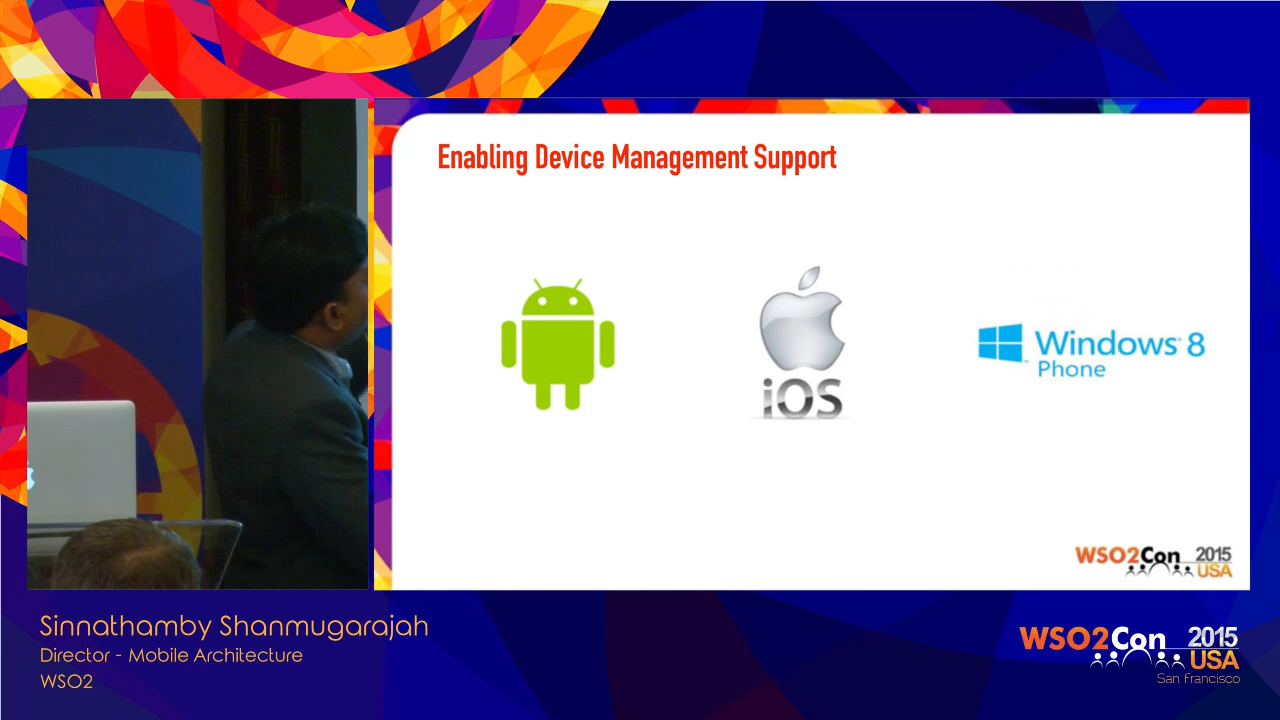 Enabling Device Management Support
iOS
Windows 8
Phone
WSO2Con 2015
USA
Sinnathamby Shanmugarajah
Director - Mobile Architecture
WSO2
WSO2Con 2015
USA
San Francisco